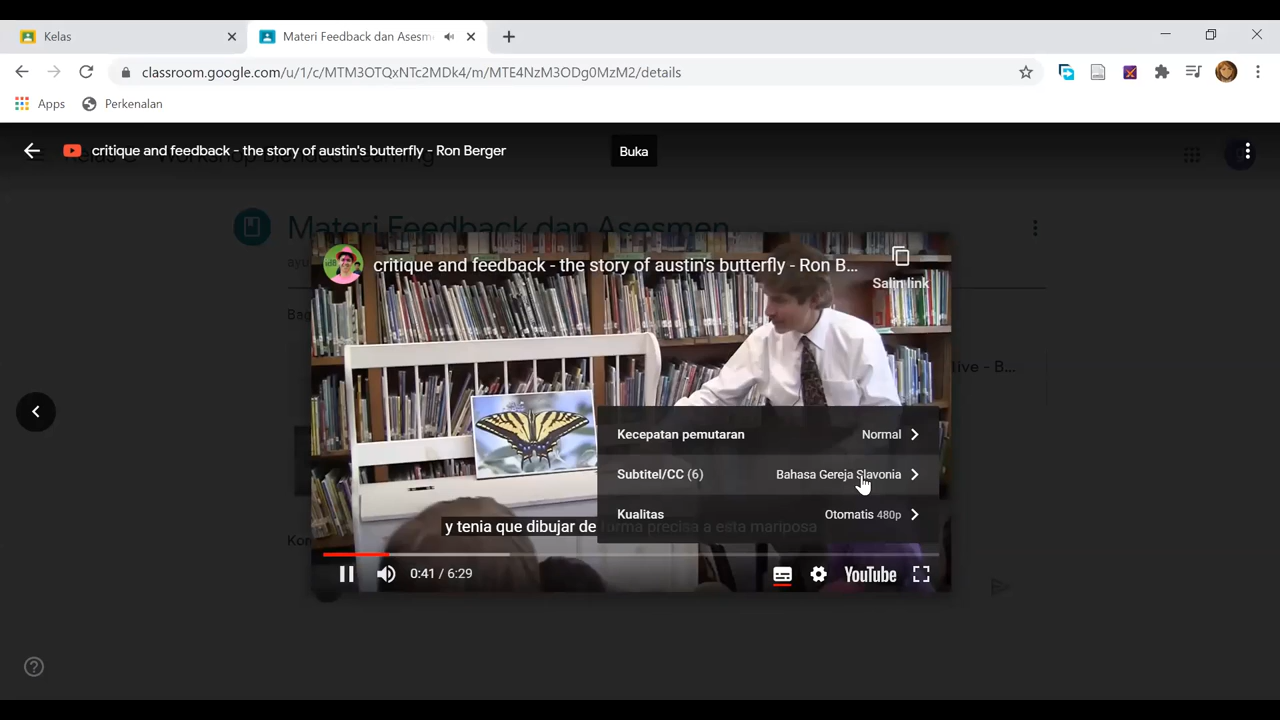 Kelas
Materi Feedback dan Asesm
classroom.google.com/u/1/c/MTM3OTQxNTc2MDk4/m/MTE4NzM3ODg0MzM2/details
Apps
Perkenalan
critique and feedback - the story of austin's butterfly - Ron Berger
Buka
Materi Feedback dan Asesmen
critique and feedback - the story of austin's butterfly - Ron B...
Salin link
live - B...
Kecepatan pemutaran Normal
Subtitel/CC (6) Bahasa Gereja Slavonia
Kualitas Otomatis 480p
y tenia que dibujar de forma precisa a esta mariposa
0:41 / 6:29
YouTube